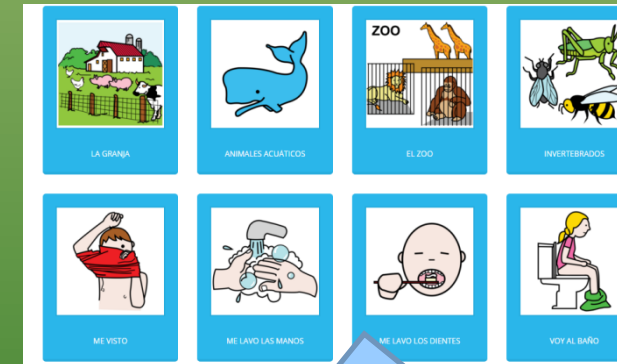 ZOO
LA GRANJA
ANIMALES ACUÁTICOS
EL ZOO
INVERTEBRADOS
ME VISTO
ME LAVO LAS MANOS
ME LAVO LOS DIENTES
VOY AL BAÑO